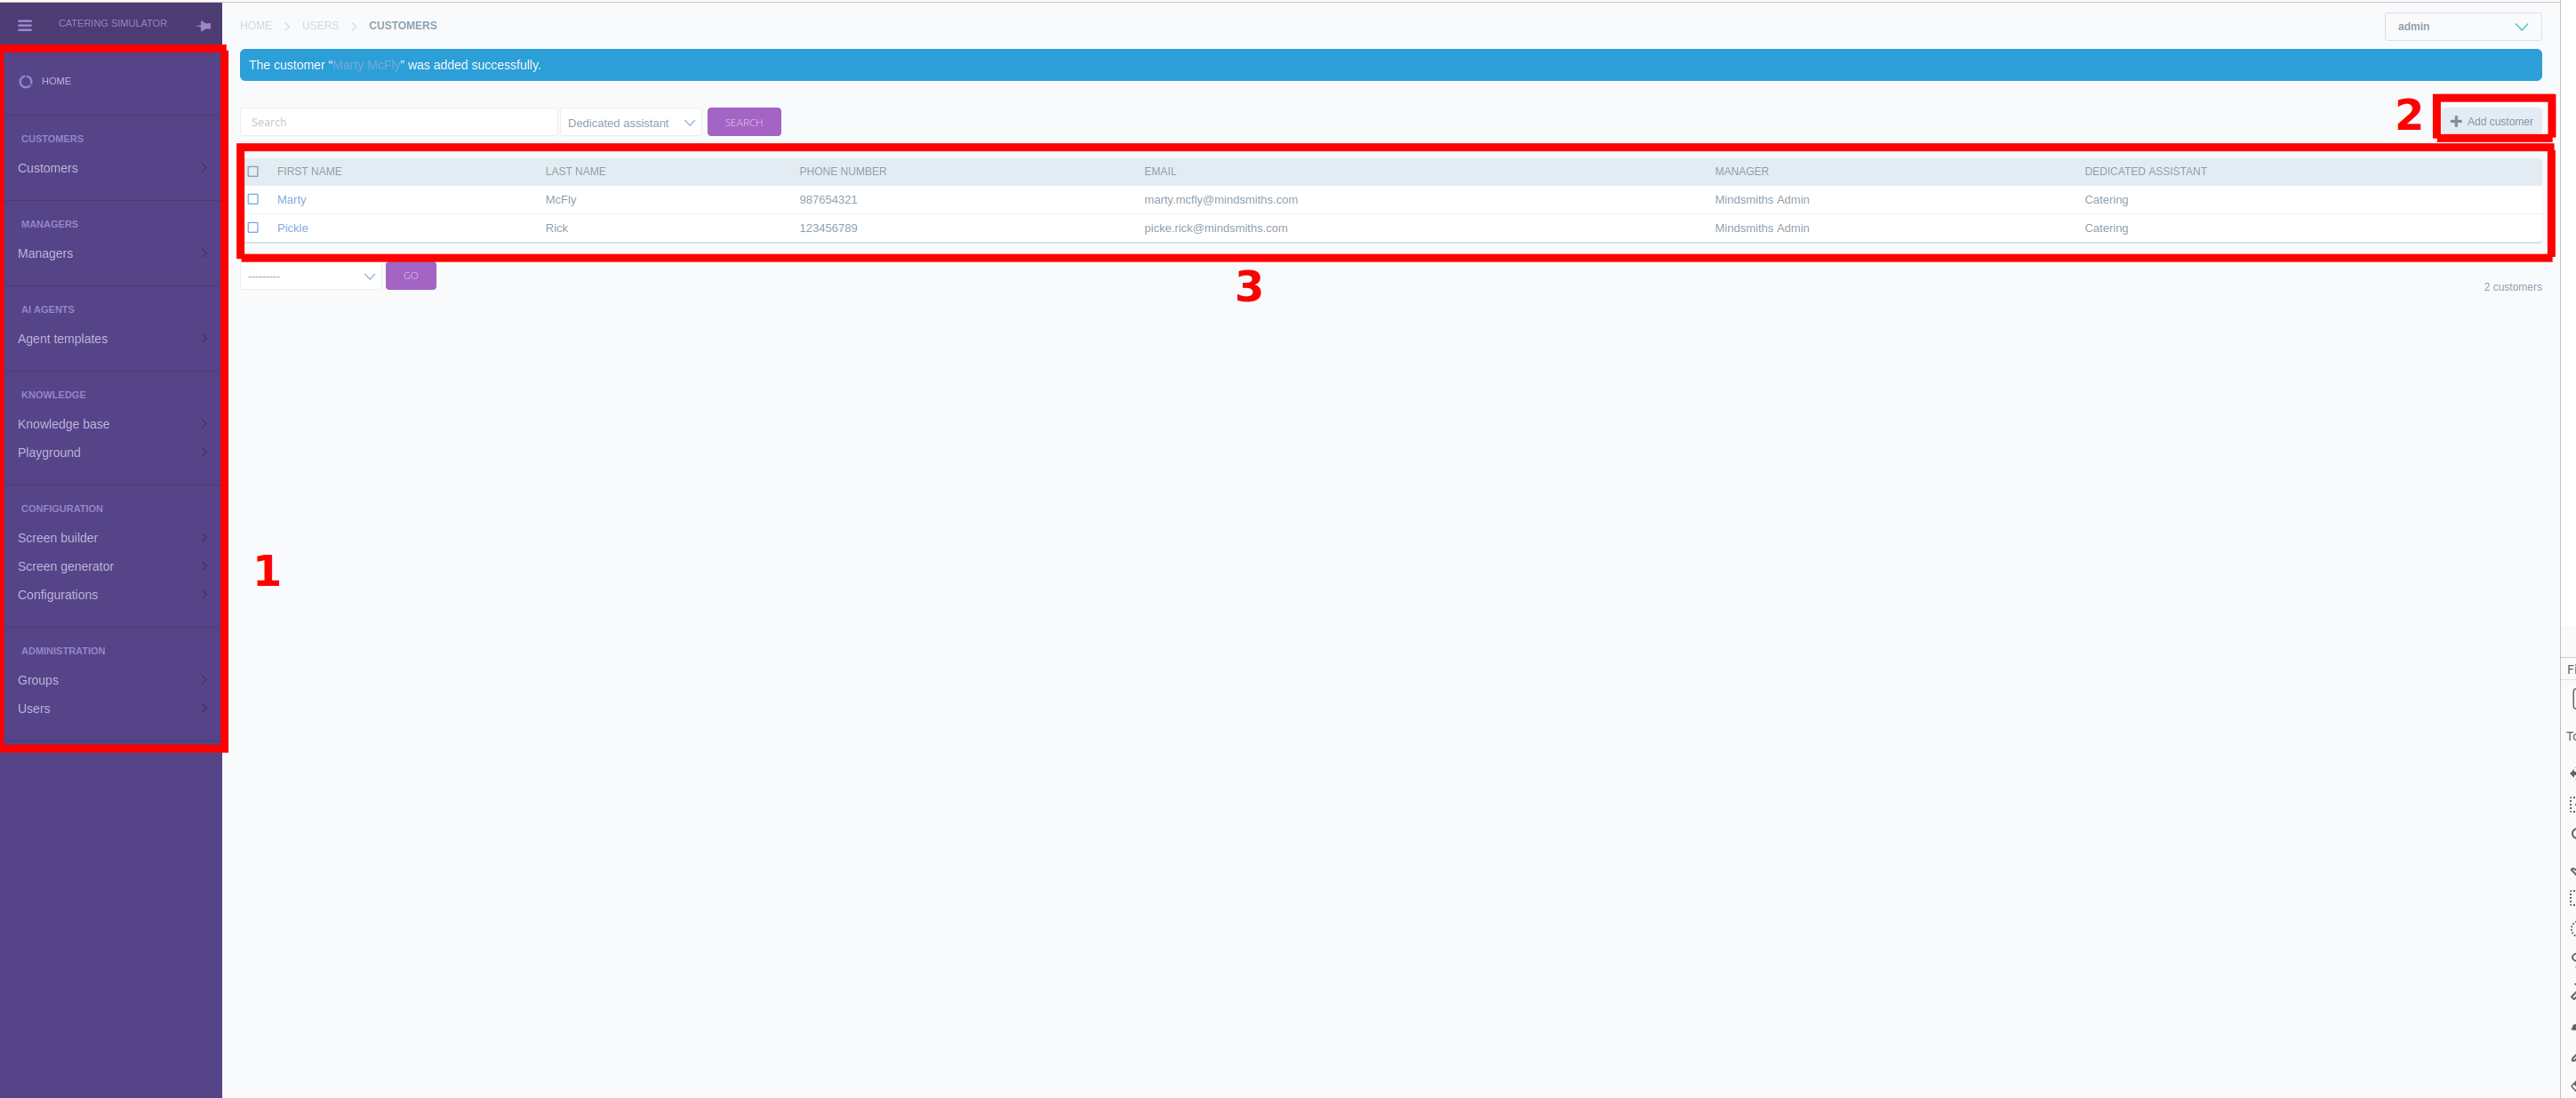 CATERING SIMULATOR
HOME
CUSTOMERS
Customers
MANAGERS
Managers
AI AGENTS
Agent templates
KNOWLEDGE
Knowledge base
Playground
CONFIGURATION
Screen builder
Screen generator
Configurations
ADMINISTRATION
Groups
Users
1
HOME USERS CUSTOMERS
admin
The customer “Marty McFly” was added successfully.
Search Dedicated assistant SEARCH
2 Add customer
FIRST NAME LAST NAME PHONE NUMBER EMAIL MANAGER DEDICATED ASSISTANT
Marty McFly 987654321 marty.mcfly@mindsmiths.com Mindsmiths Admin Catering
Pickle Rick 123456789 picke.rick@mindsmiths.com Mindsmiths Admin Catering
--------- GO
3
2 customers